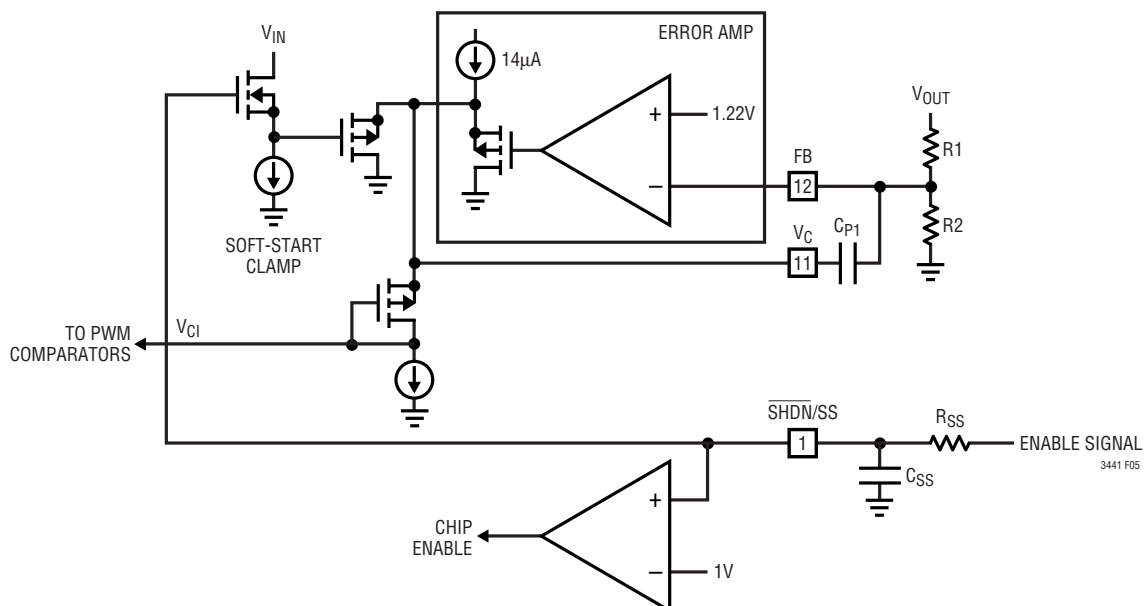 V_IN
ERROR AMP
14µA
1.22V
V_OUT
R1
FB
12
R2
V_C
11
C_P1
SOFT-START
CLAMP
TO PWM
COMPARATORS
V_CI
SHDN/SS
1
R_SS
ENABLE SIGNAL
3441 F05
C_SS
CHIP
ENABLE
1V
+
−
+
−